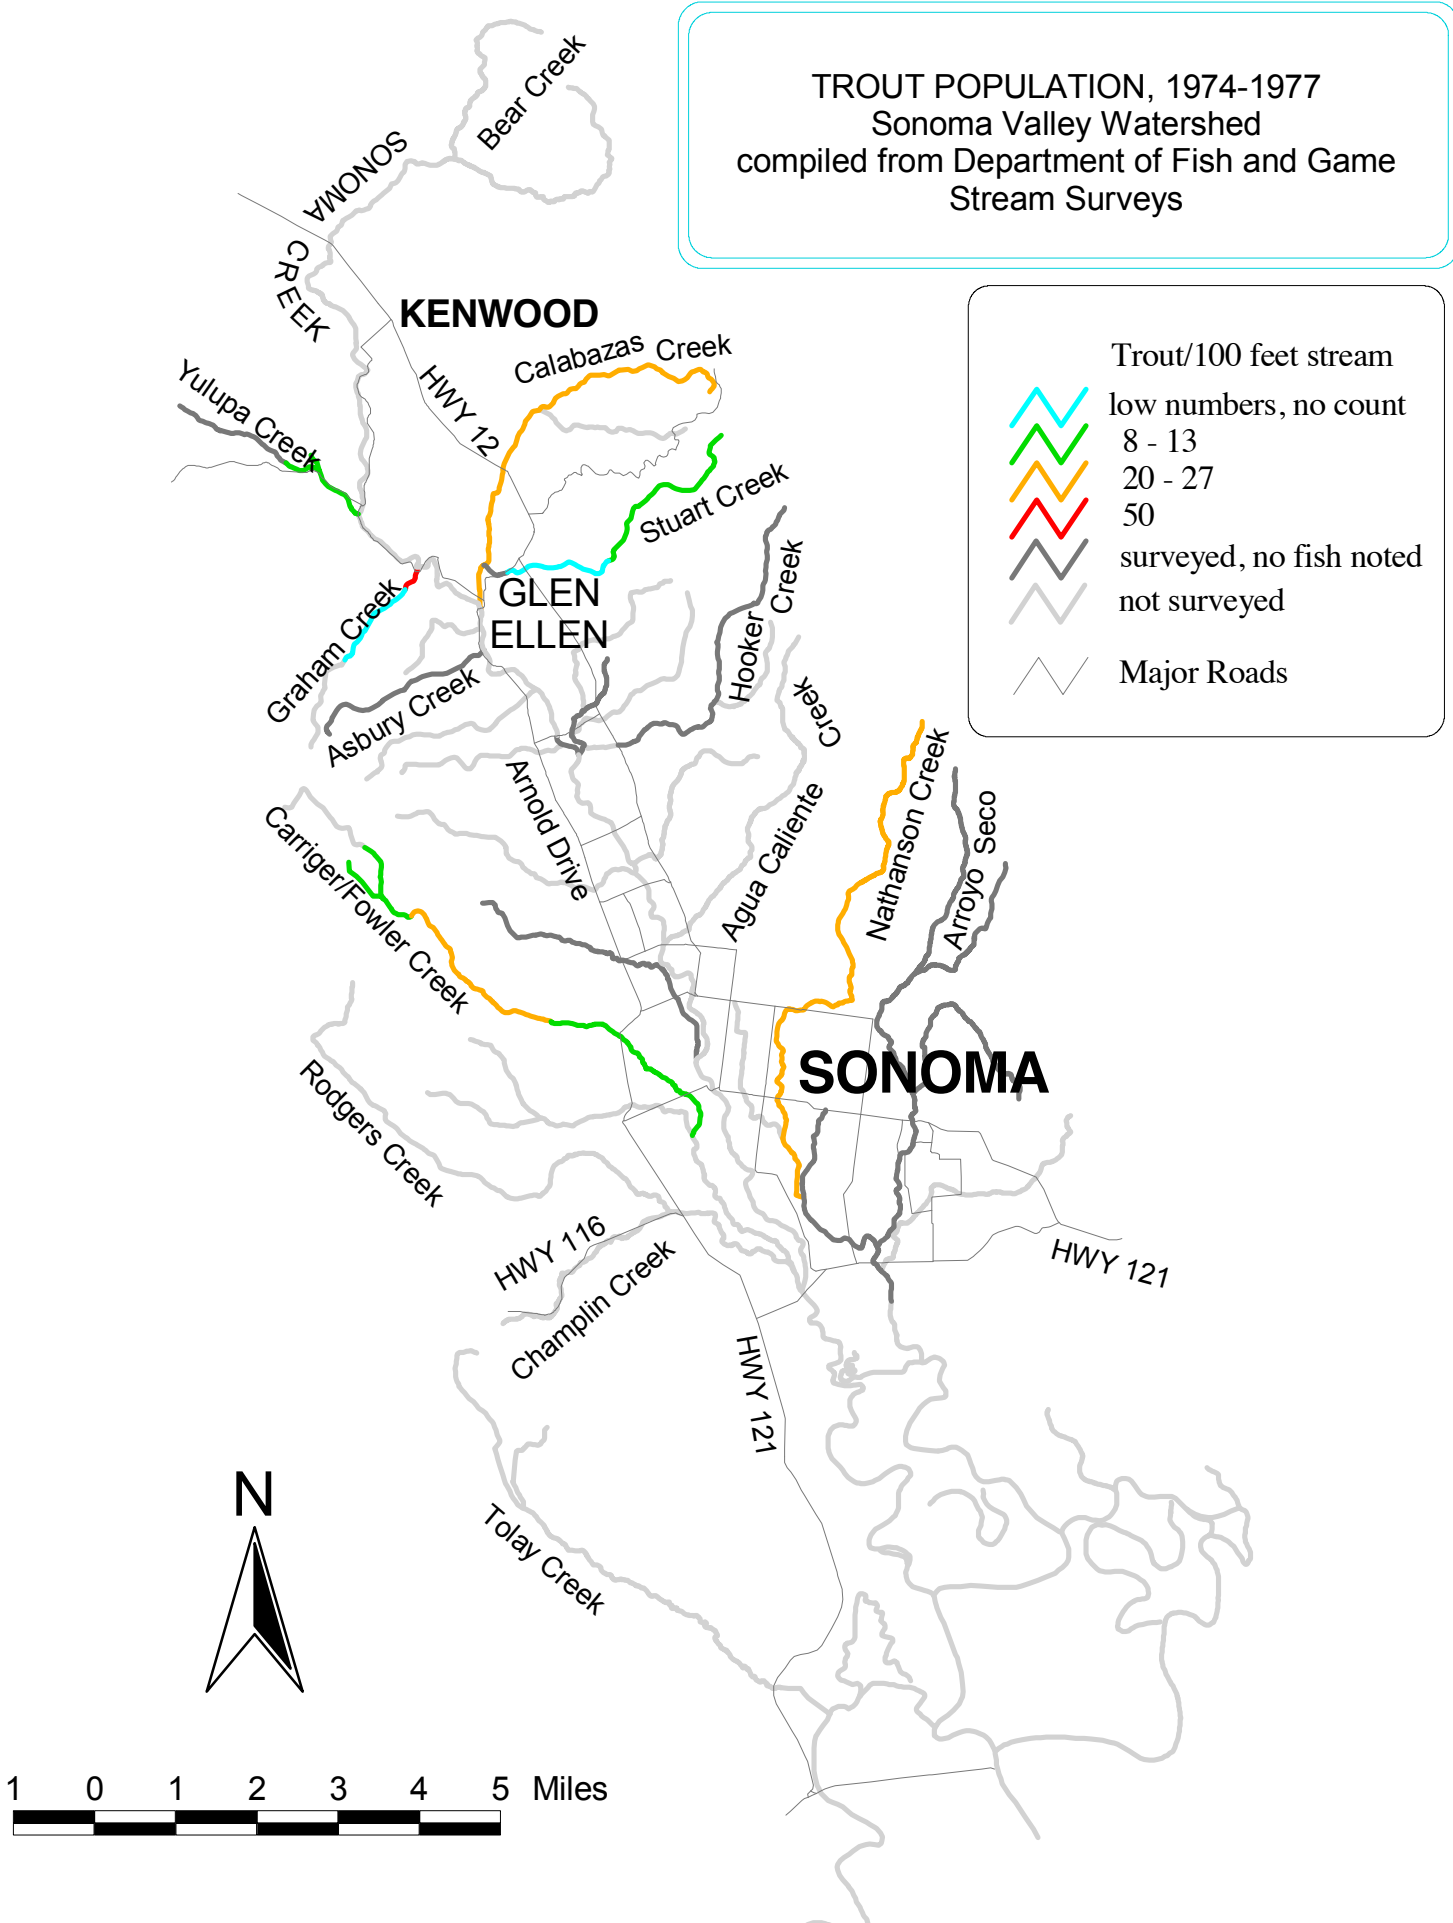 TROUT POPULATION, 1974-1977
Sonoma Valley Watershed
compiled from Department of Fish and Game
Stream Surveys
Trout/100 feet stream
low numbers, no count
8 - 13
20 - 27
50
surveyed, no fish noted
not surveyed
Major Roads
Bear Creek
SONOMA
CREEK
KENWOOD
Calabazas Creek
HWY 12
Yulupa Creek
Stuart Creek
GLEN
ELLEN
Hooker Creek
Graham Creek
Asbury Creek
Arnold Drive
Agua Caliente Creek
Nathanson Creek
Arroyo Seco
Carriger/Fowler Creek
SONOMA
Rodgers Creek
HWY 116
Champlin Creek
HWY 121
HWY 121
Tolay Creek
N
1 0 1 2 3 4 5 Miles